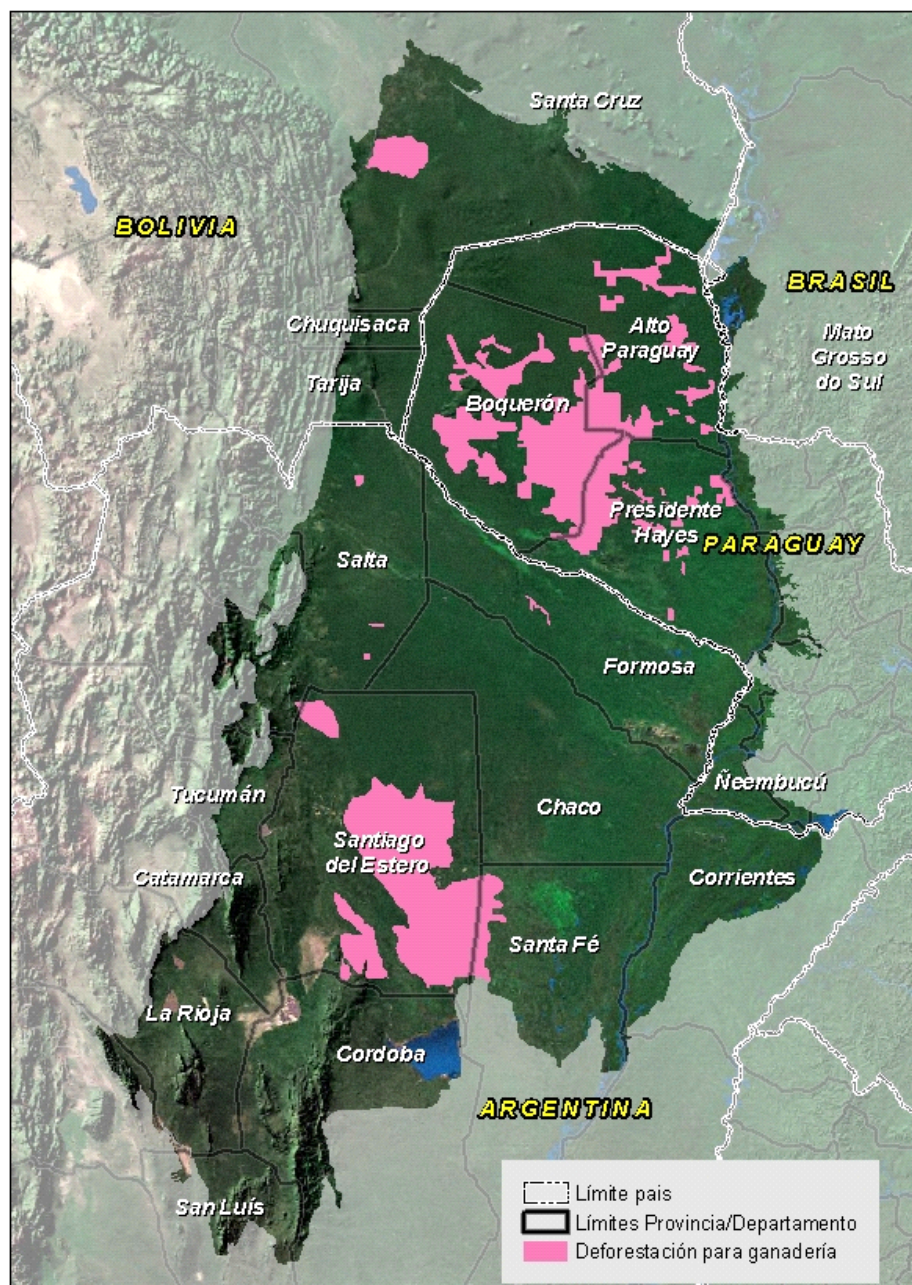 Santa Cruz
BOLIVIA
BRASIL
Chuquisaca
Alto
Paraguay
Mato
Grosso
do Sul
Tarija
Boquerón
Presidente
Hayes
PARAGUAY
Salta
Formosa
Ñeembucú
Tucumán
Chaco
Santiago
del Estero
Catamarca
Corrientes
Santa Fé
La Rioja
Cordoba
ARGENTINA
San Luís
Límite pais
Límites Provincia/Departamento
Deforestación para ganadería